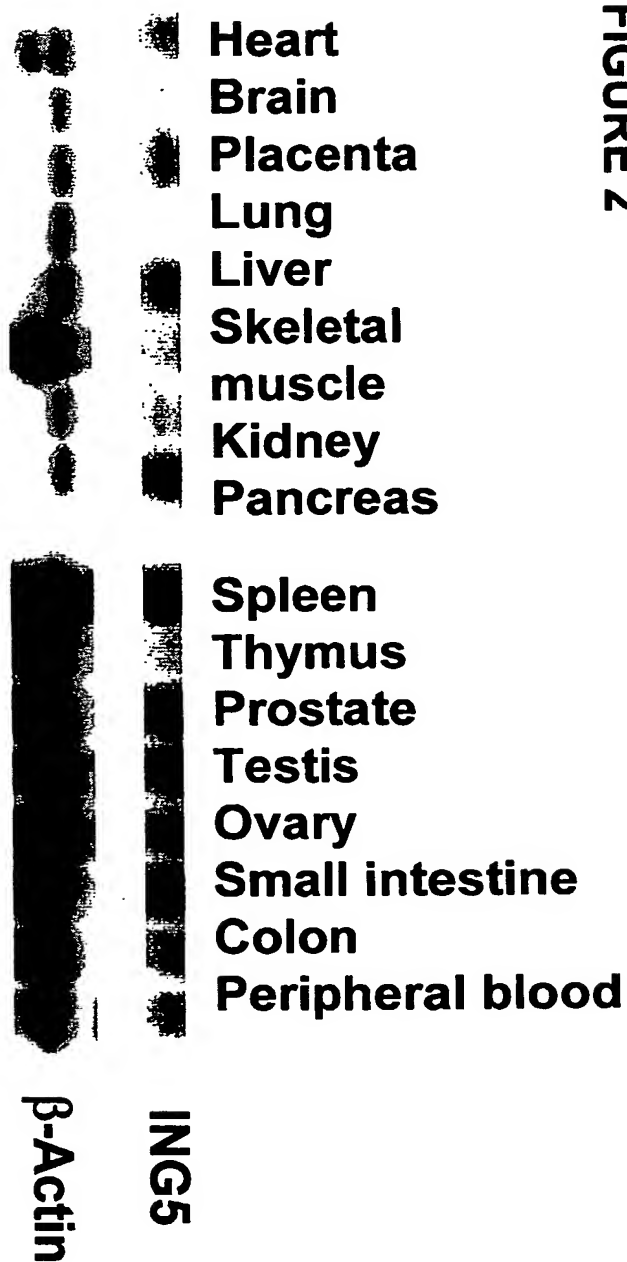 FIGURE 2
Heart
Brain
Placenta
Lung
Liver
Skeletal
muscle
Kidney
Pancreas
Spleen
Thymus
Prostate
Testis
Ovary
Small intestine
Colon
Peripheral blood
β-Actin
ING5